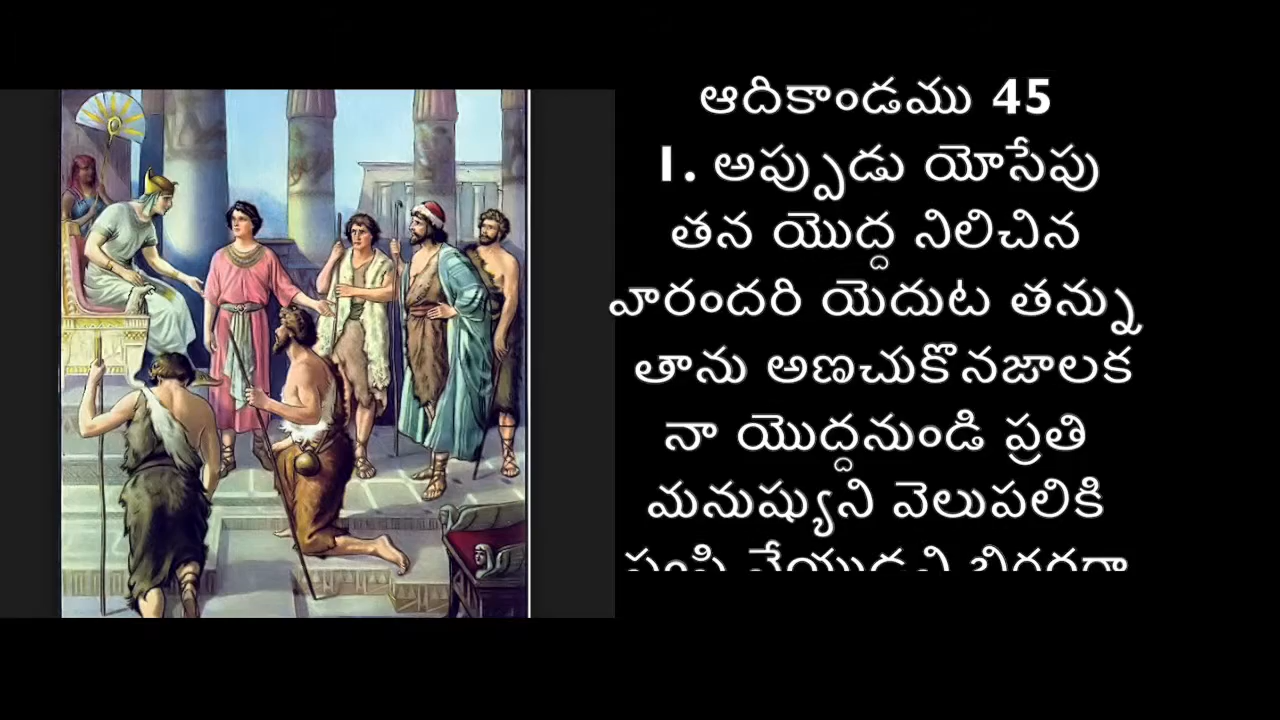 ఆదికాండము 45
1. అప్పుడు యోసేపు
తన యొద్ద నిలిచిన
వారందరి యెదుట తన్ను
తాను అణచుకొనజాలక
నా యొద్దనుండి ప్రతి
మనుష్యుని వెలుపలికి